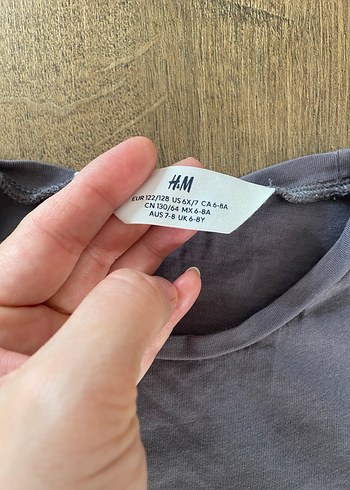 H&M
EUR 122/128 US 6X/7 CA 6-8A
CN 130/64 MX 6-8A
AUS 7-8 UK 6-8Y